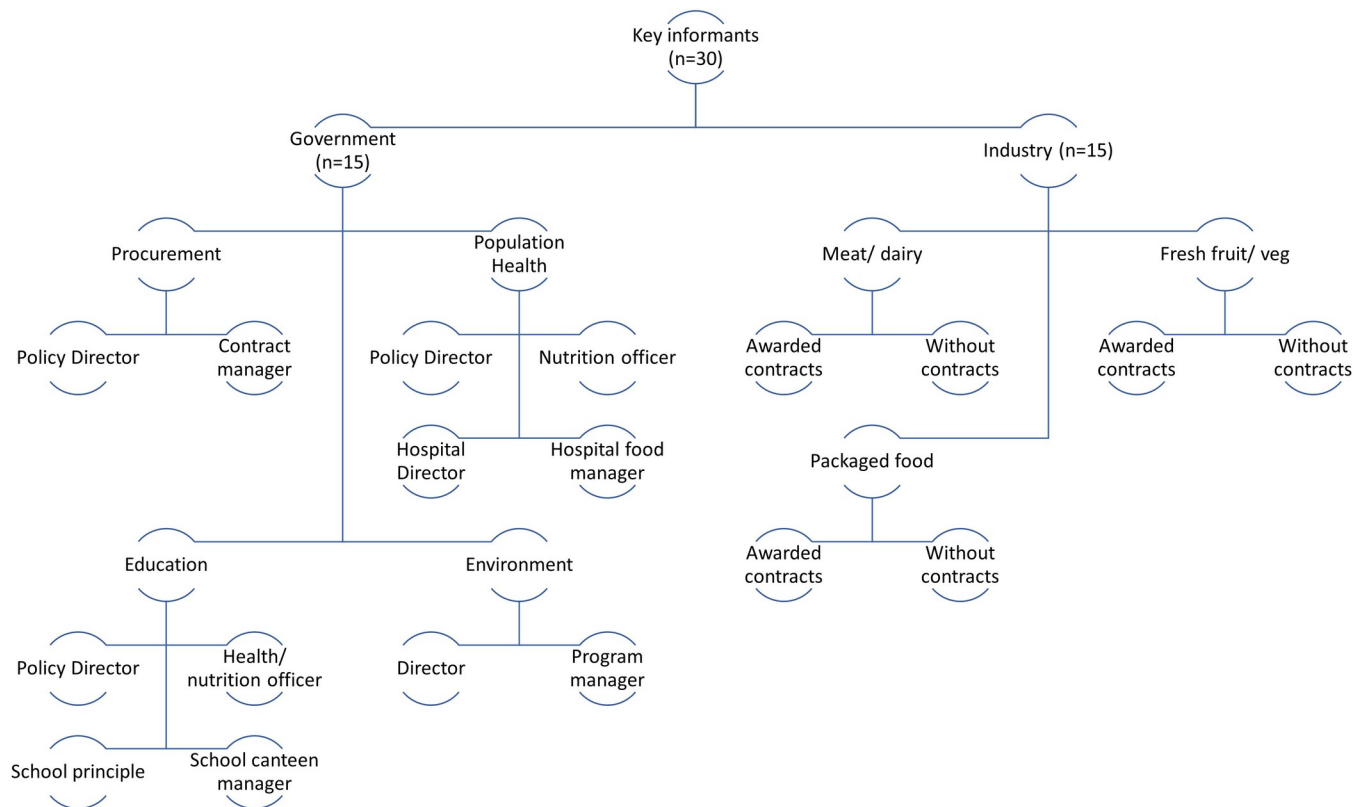 Key informants
(n=30)
Government
(n=15)
Industry (n=15)
Procurement
Population
Health
Meat/ dairy
Fresh fruit/ veg
Policy Director
Contract
manager
Policy Director
Nutrition officer
Awarded
contracts
Without
contracts
Awarded
contracts
Without
contracts
Hospital
Director
Hospital food
manager
Packaged food
Education
Environment
Awarded
contracts
Without
contracts
Policy Director
Health/
nutrition officer
Director
Program
manager
School principle
School canteen
manager